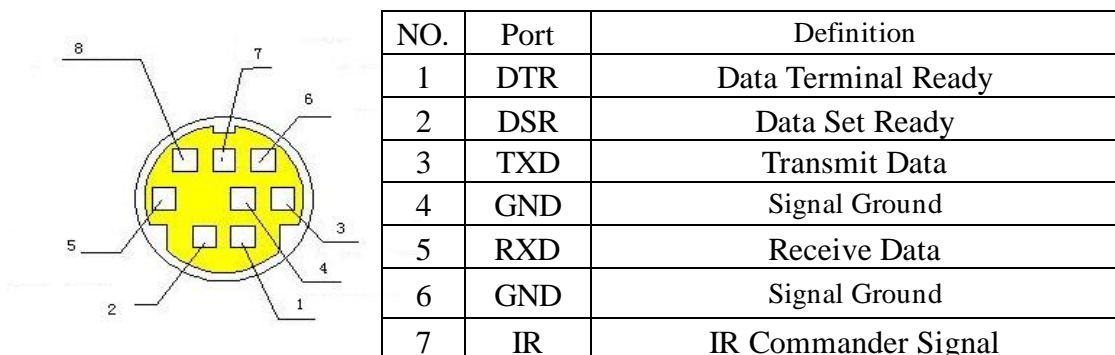 8
7
6
5
3
4
2
1
NO. Port Definition
1 DTR Data Terminal Ready
2 DSR Data Set Ready
3 TXD Transmit Data
4 GND Signal Ground
5 RXD Receive Data
6 GND Signal Ground
7 IR IR Commander Signal